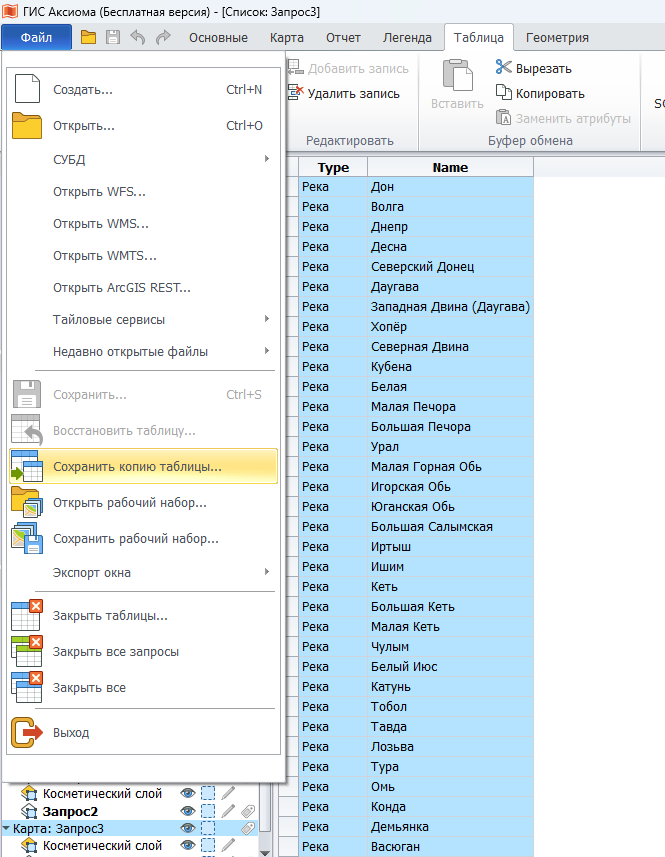 ГИС Аксиома (Бесплатная версия) - [Список: Запрос3]
Файл Основные Карта Отчет Легенда Таблица Геометрия
Создать... Ctrl+N
Открыть... Ctrl+O
СУБД
Открыть WFS...
Открыть WMS...
Открыть WMTS...
Открыть ArcGIS REST...
Тайловые сервисы
Недавно открытые файлы
Сохранить... Ctrl+S
Восстановить таблицу...
Сохранить копию таблицы...
Открыть рабочий набор...
Сохранить рабочий набор...
Экспорт окна
Закрыть таблицы...
Закрыть все запросы
Закрыть все
Выход
Добавить запись
Удалить запись
Редактировать
Вставить
Вырезать
Копировать
Заменить атрибуты
Буфер обмена
Type Name
Река Дон
Река Волга
Река Днепр
Река Десна
Река Северский Донец
Река Даугава
Река Западная Двина (Даугава)
Река Хопёр
Река Северная Двина
Река Кубена
Река Белая
Река Малая Печора
Река Большая Печора
Река Урал
Река Малая Горная Обь
Река Игорская Обь
Река Юганская Обь
Река Большая Салымская
Река Иртыш
Река Ишим
Река Кеть
Река Большая Кеть
Река Малая Кеть
Река Чулым
Река Белый Июс
Река Катунь
Река Тобол
Река Тавда
Река Лозьва
Река Тура
Река Омь
Река Конда
Река Демьянка
Река Васюган
Косметический слой
Запрос2
Карта: Запрос3
Косметический слой